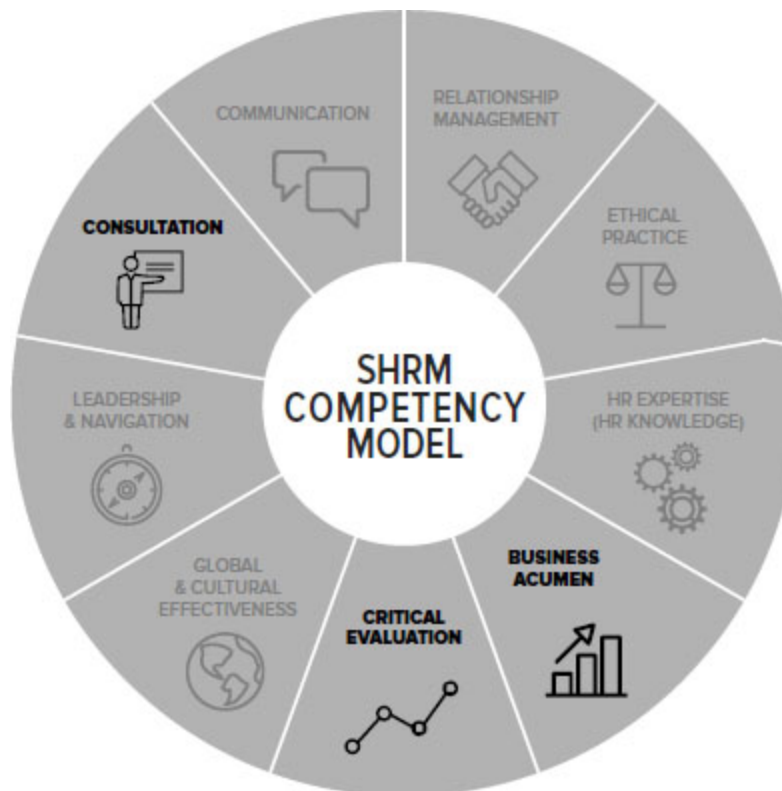 SHRM
COMPETENCY
MODEL
COMMUNICATION
RELATIONSHIP
MANAGEMENT
ETHICAL
PRACTICE
HR EXPERTISE
(HR KNOWLEDGE)
BUSINESS
ACUMEN
CRITICAL
EVALUATION
GLOBAL
& CULTURAL
EFFECTIVENESS
LEADERSHIP
& NAVIGATION
CONSULTATION